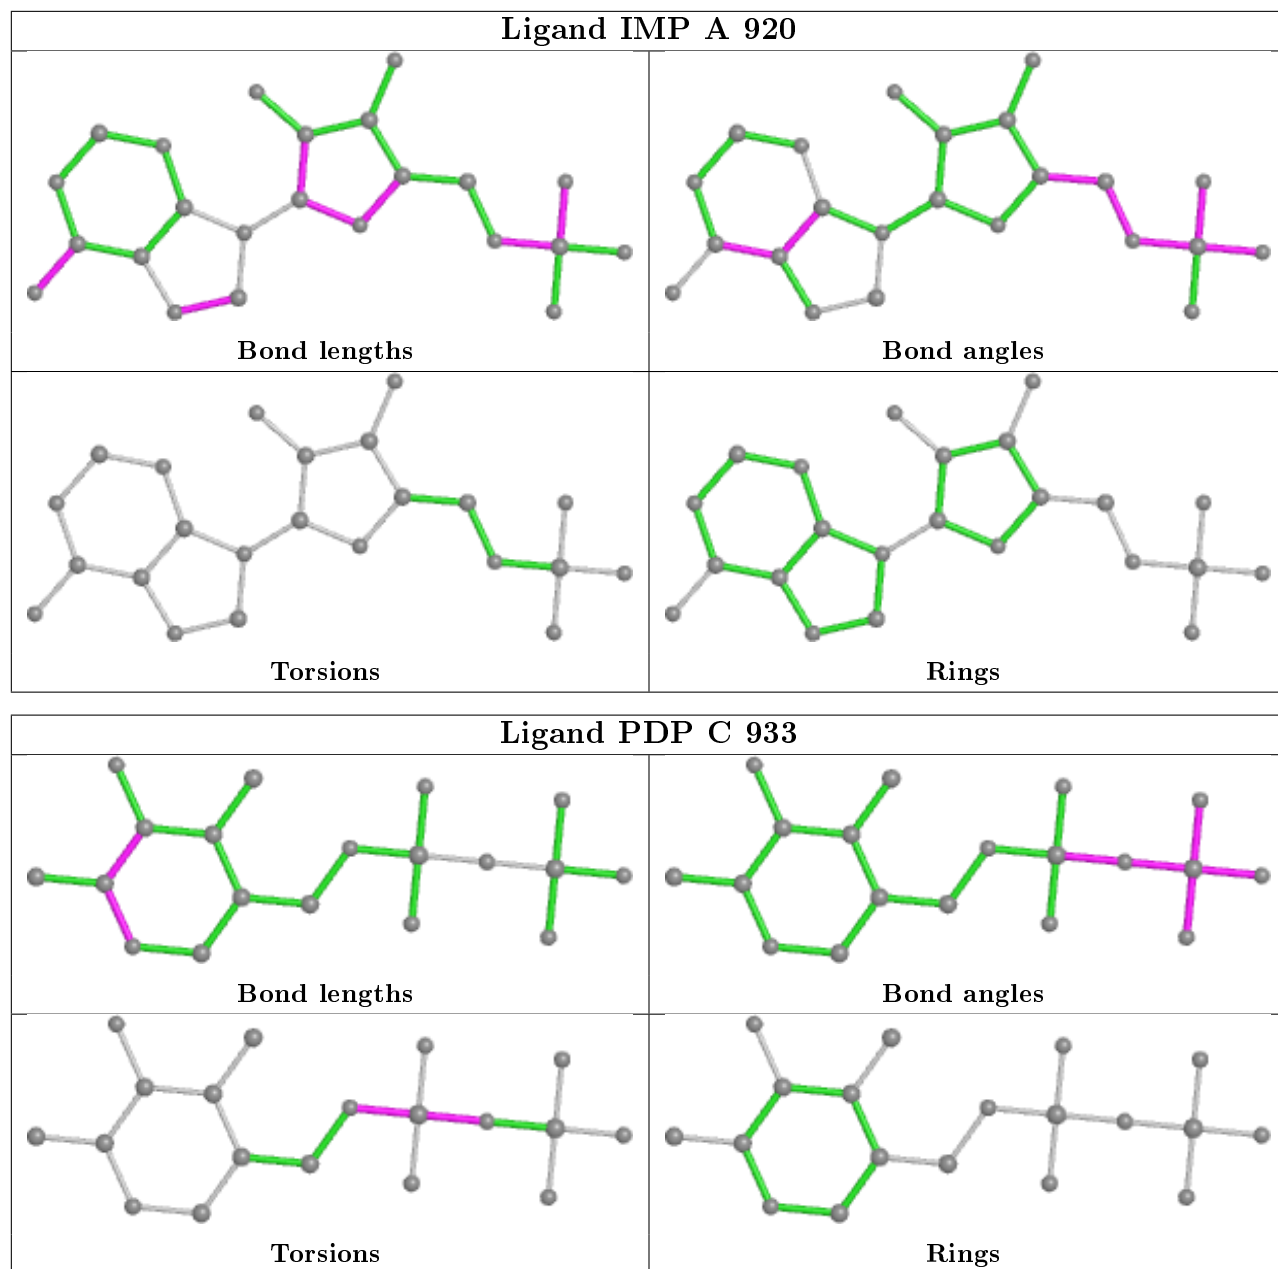 Ligand IMP A 920
Bond lengths
Bond angles
Torsions
Rings
Ligand PDP C 933
Bond lengths
Bond angles
Torsions
Rings